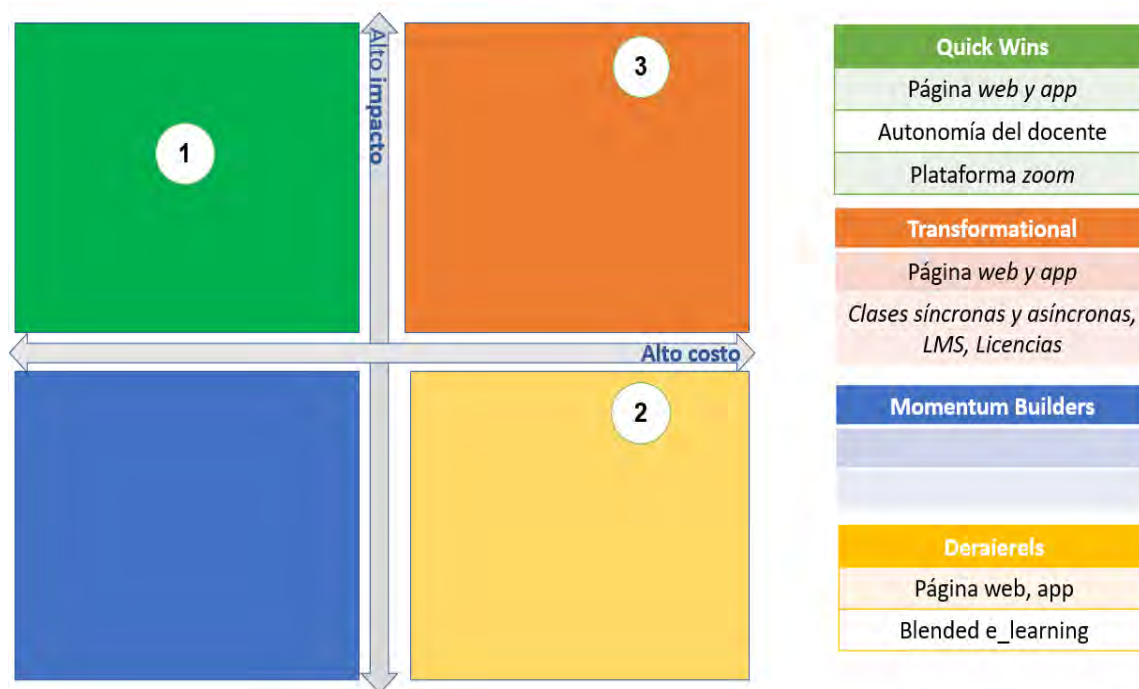 Alto impacto
1
3
Alto costo
2
Quick Wins
Página web y app
Autonomía del docente
Plataforma zoom
Transformational
Página web y app
Clases síncronas y asíncronas,
LMS, Licencias
Momentum Builders
Deraierels
Página web, app
Blended e_learning